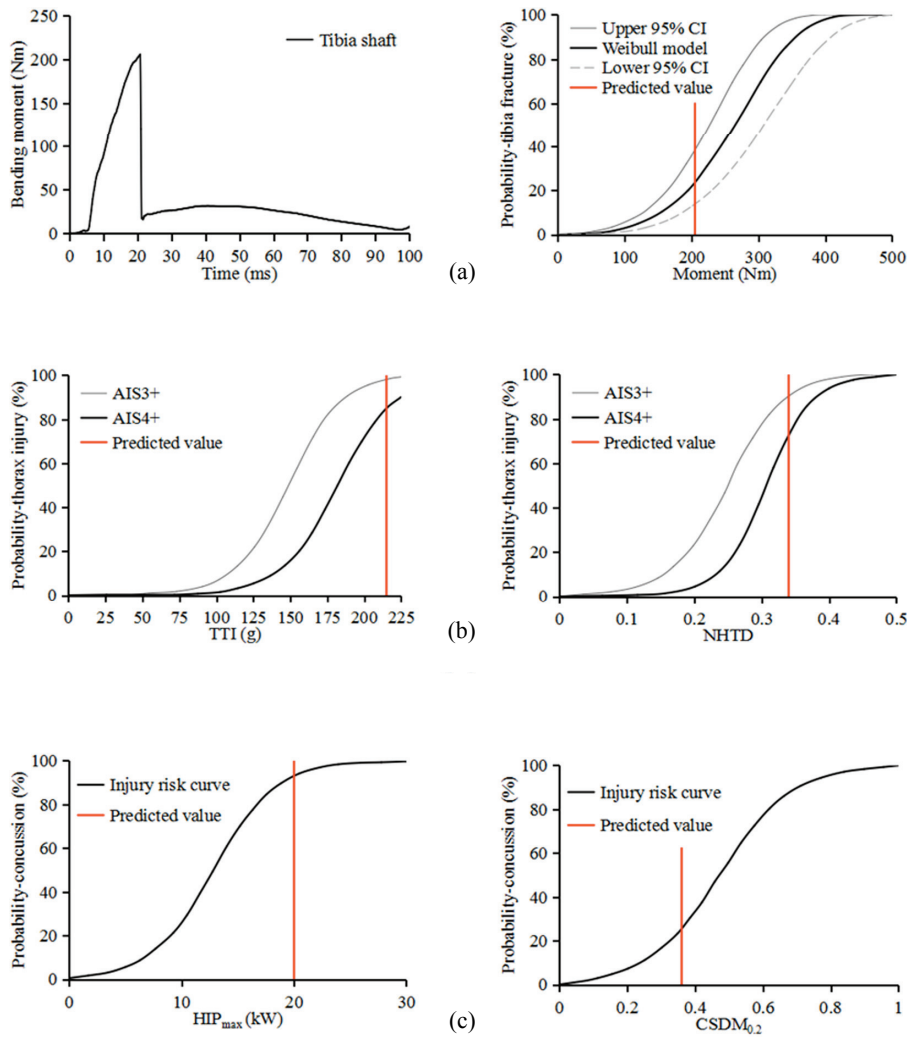 Bending moment (Nm)
250
200
150
100
50
0
Tibia shaft
0 10 20 30 40 50 60 70 80 90 100
Time (ms)
Probability-tibia fracture (%)
100
80
60
40
20
0
Upper 95% CI
Weibull model
Lower 95% CI
Predicted value
0 100 200 300 400 500
Moment (Nm)
(a)
Probability-thorax injury (%)
100
80
60
40
20
0
AIS3+
AIS4+
Predicted value
0 25 50 75 100 125 150 175 200 225
TTI (g)
Probability-thorax injury (%)
100
80
60
40
20
0
AIS3+
AIS4+
Predicted value
0 0.1 0.2 0.3 0.4 0.5
NHTD
(b)
Probability-concussion (%)
100
80
60
40
20
0
Injury risk curve
Predicted value
0 10 20 30
HIPmax (kW)
Probability-concussion (%)
100
80
60
40
20
0
Injury risk curve
Predicted value
0 0.2 0.4 0.6 0.8 1
CSDM0.2
(c)